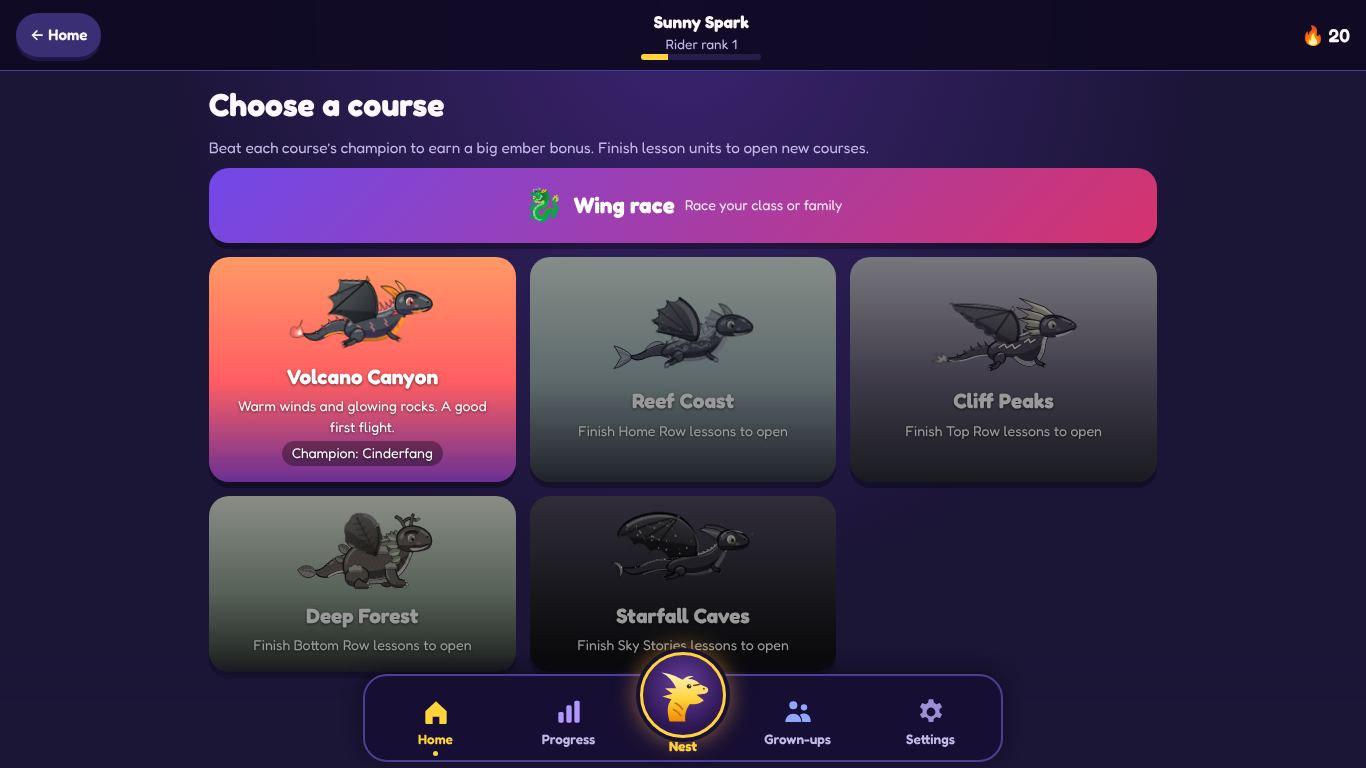 ← Home
Sunny Spark
Rider rank 1
20
Choose a course
Beat each course's champion to earn a big ember bonus. Finish lesson units to open new courses.
Wing race Race your class or family
Volcano Canyon
Warm winds and glowing rocks. A good
first flight.
Champion: Cinderfang
Reef Coast
Finish Home Row lessons to open
Cliff Peaks
Finish Top Row lessons to open
Deep Forest
Finish Bottom Row lessons to open
Starfall Caves
Finish Sky Stories lessons to open
Home
Progress
Nest
Grown-ups
Settings